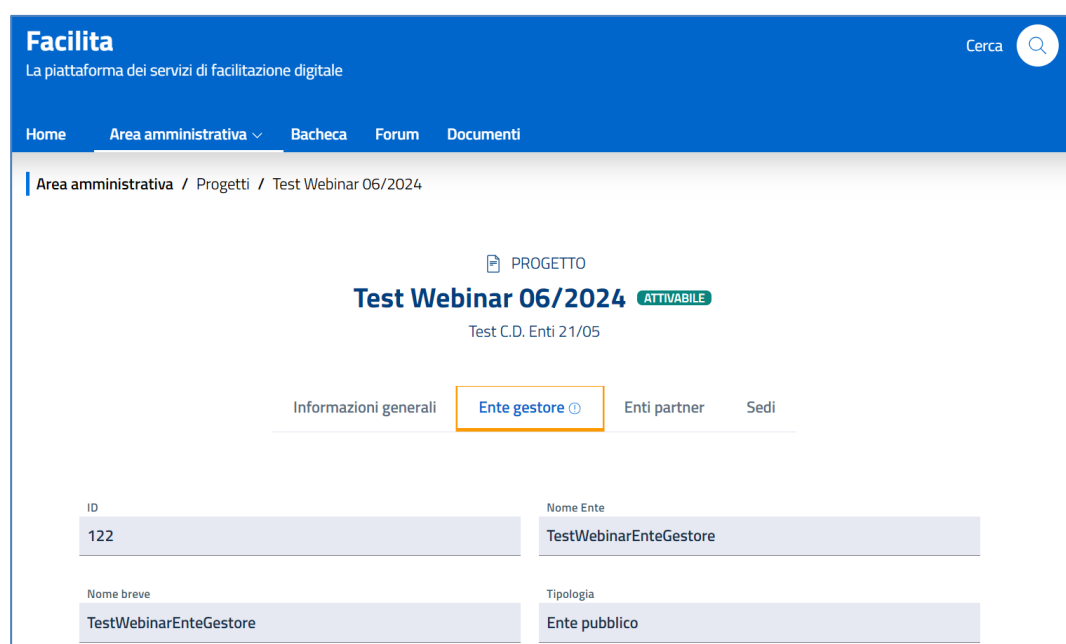 Facilita
La piattaforma dei servizi di facilitazione digitale
Cerca
Home Area amministrativa Bacheca Forum Documenti
Area amministrativa / Progetti / Test Webinar 06/2024
PROGETTO
Test Webinar 06/2024 ATTIVABILE
Test C.D. Enti 21/05
Informazioni generali Ente gestore Enti partner Sedi
ID
122
Nome Ente
TestWebinarEnteGestore
Nome breve
TestWebinarEnteGestore
Tipologia
Ente pubblico